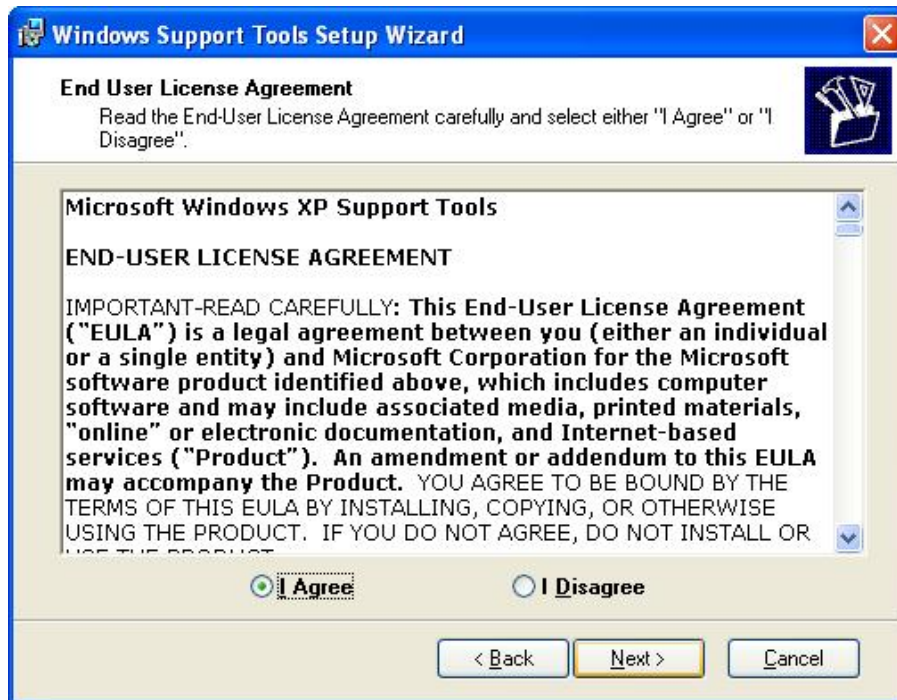 Windows Support Tools Setup Wizard
End User License Agreement
Read the End-User License Agreement carefully and select either "I Agree" or "I
Disagree".
Microsoft Windows XP Support Tools
END-USER LICENSE AGREEMENT
IMPORTANT-READ CAREFULLY: This End-User License Agreement
("EULA") is a legal agreement between you (either an individual
or a single entity) and Microsoft Corporation for the Microsoft
software product identified above, which includes computer
software and may include associated media, printed materials,
"online" or electronic documentation, and Internet-based
services ("Product").  An amendment or addendum to this EULA
may accompany the Product.  YOU AGREE TO BE BOUND BY THE
TERMS OF THIS EULA BY INSTALLING, COPYING, OR OTHERWISE
USING THE PRODUCT.  IF YOU DO NOT AGREE, DO NOT INSTALL OR
USE THE PRODUCT
I Agree
I Disagree
< Back
Next >
Cancel